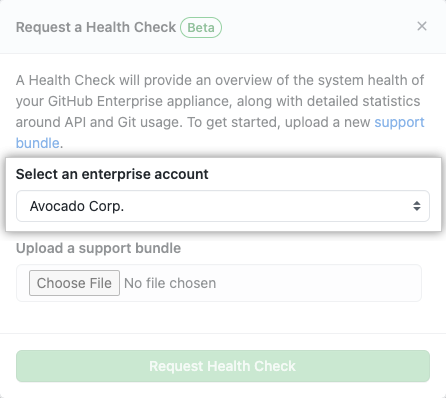 Request a Health Check Beta
A Health Check will provide an overview of the system health of
your GitHub Enterprise appliance, along with detailed statistics
around API and Git usage. To get started, upload a new support
bundle.
Select an enterprise account
Avocado Corp.
Upload a support bundle
Choose File No file chosen
Request Health Check